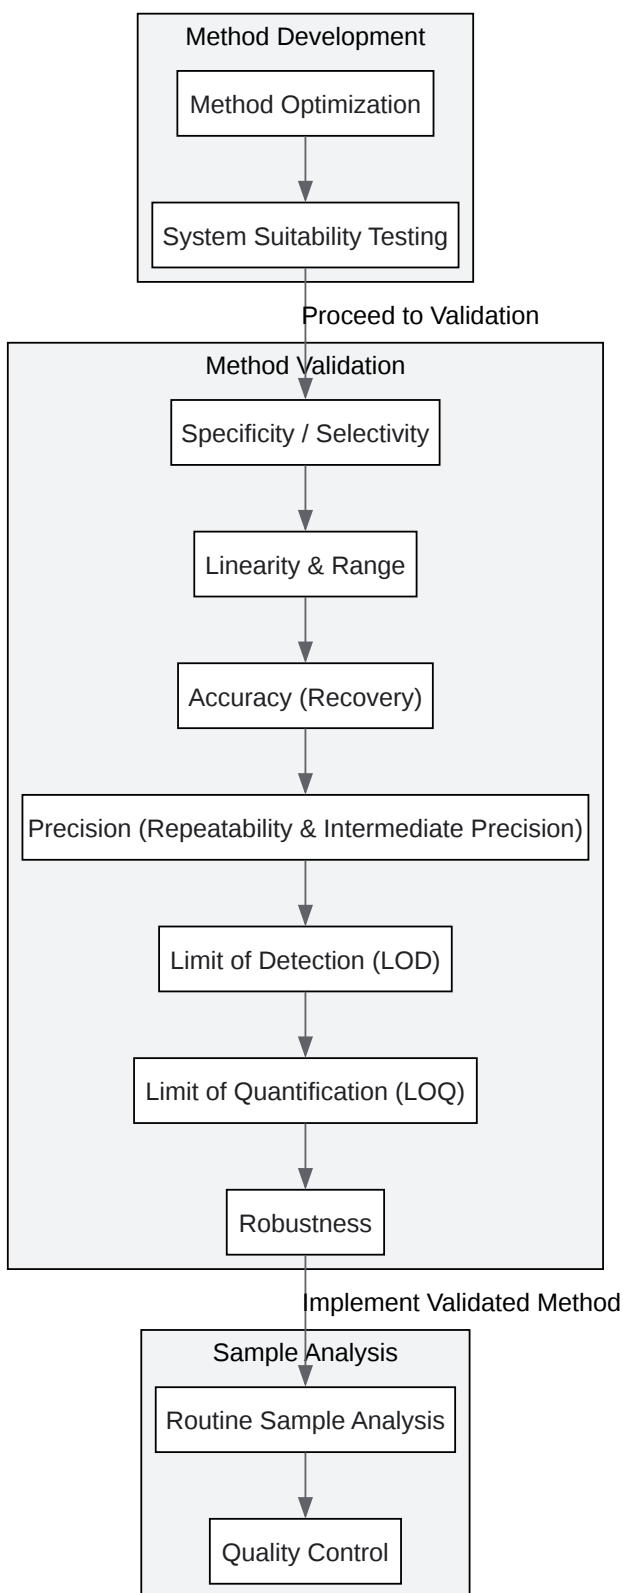 Method Development
Method Optimization
System Suitability Testing
Proceed to Validation
Method Validation
Specificity / Selectivity
Linearity & Range
Accuracy (Recovery)
Precision (Repeatability & Intermediate Precision)
Limit of Detection (LOD)
Limit of Quantification (LOQ)
Robustness
Implement Validated Method
Sample Analysis
Routine Sample Analysis
Quality Control